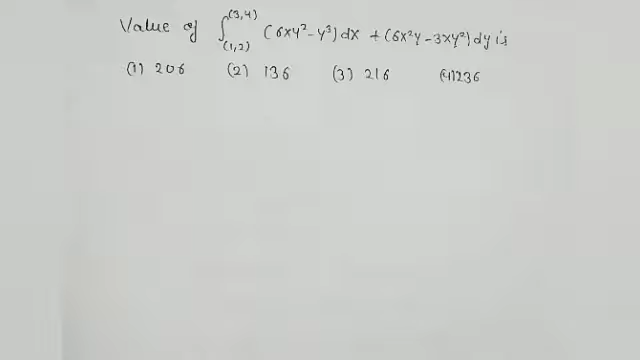 Value of ∫_(1,2)^(3,4) (6xy² - y³) dx + (6x²y - 3xy²) dy is
(1) 206 (2) 136 (3) 216 (4) 236